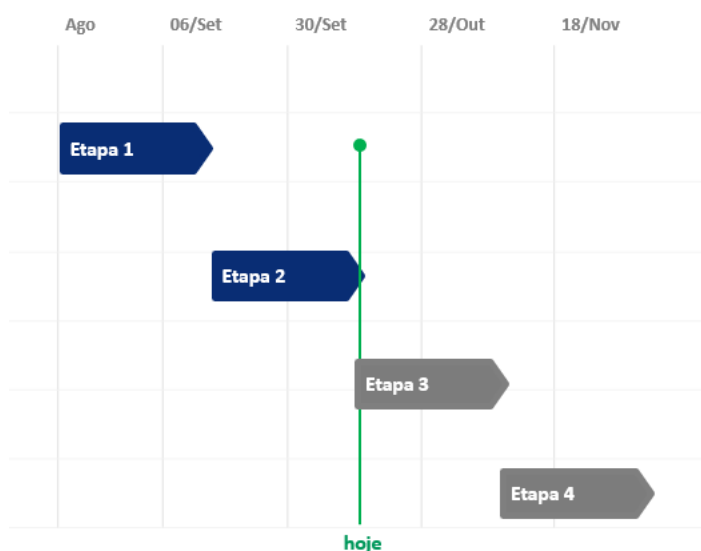 Ago 06/Set 30/Set 28/Out 18/Nov
Etapa 1
Etapa 2
Etapa 3
Etapa 4
hoje